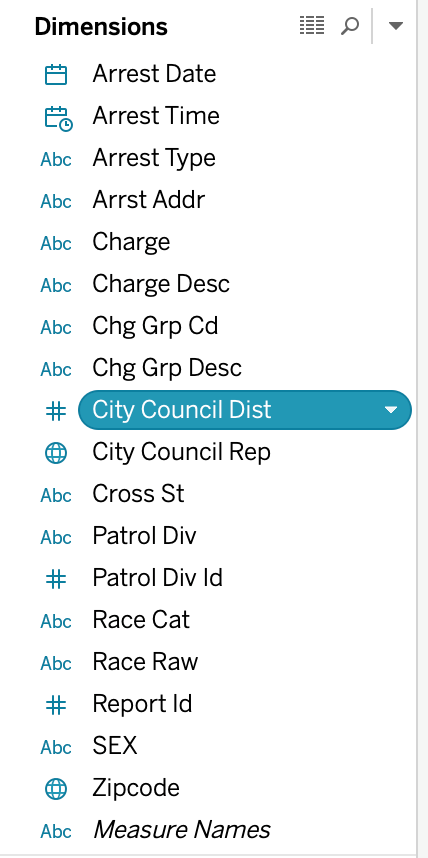 Dimensions
Arrest Date
Arrest Time
Abc Arrest Type
Abc Arrst Addr
Abc Charge
Abc Charge Desc
Abc Chg Grp Cd
Abc Chg Grp Desc
# City Council Dist
City Council Rep
Abc Cross St
Abc Patrol Div
# Patrol Div Id
Abc Race Cat
Abc Race Raw
# Report Id
Abc SEX
Zipcode
Abc Measure Names